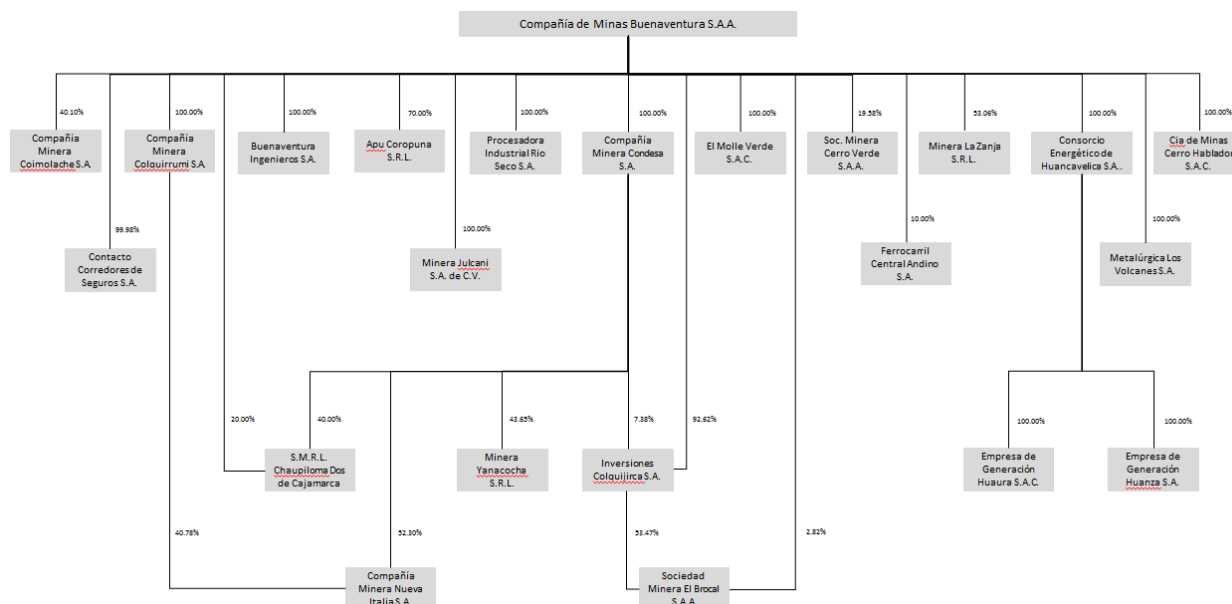 Compañía de Minas Buenaventura S.A.A.
40.10%
100.00%
100.00%
70.00%
100.00%
100.00%
100.00%
19.58%
53.06%
100.00%
100.00%
Compañía
Minera
Coimolache S.A.
Compañía
Minera
Colquirrumi S.A.
Buenaventura
Ingenieros S.A.
Apu Coropuna
S.R.L.
Procesadora
Industrial Rio
Seco S.A.
Compañía
Minera Condesa
S.A.
El Molle Verde
S.A.C.
Soc. Minera
Cerro Verde
S.A.A.
Minera La Zanja
S.R.L.
Consorcio
Energético de
Huancavelica S.A..
Cia de Minas
Cerro Hablador
S.A.C.
99.98%
100.00%
10.00%
100.00%
Contacto
Corredores de
Seguros S.A.
Minera Julcani
S.A. de C.V.
Ferrocarril
Central Andino
S.A.
Metalúrgica Los
Volcanes S.A.
20.00%
40.00%
43.65%
7.38%
92.62%
100.00%
100.00%
S.M.R.L.
Chaupiloma Dos
de Cajamarca
Minera
Yanacocha
S.R.L.
Inversiones
Colquijirca S.A.
Empresa de
Generación
Huaura S.A.C.
Empresa de
Generación
Huanza S.A.
40.78%
52.30%
53.47%
2.82%
Compañía
Minera Nueva
Italia S.A.
Sociedad
Minera El Brocal
S.A.A.